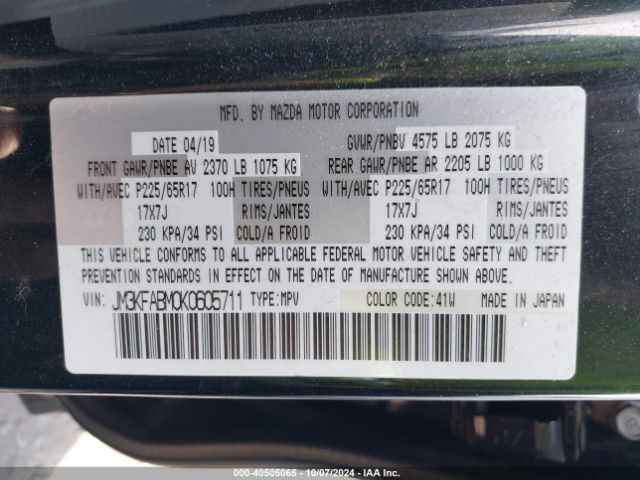 MFD. BY MAZDA MOTOR CORPORATION
DATE 04/19 GVWR/PNBV 4575 LB 2075 KG
FRONT GAWR/PNBE AV 2370 LB 1075 KG REAR GAWR/PNBE AR 2205 LB 1000 KG
WITH/AVEC P225/65R17 100H TIRES/PNEUS WITH/AVEC P225/65R17 100H TIRES/PNEUS
17X7J RIMS/JANTES 17X7J RIMS/JANTES
230 KPA/34 PSI COLD/A FROID 230 KPA/34 PSI COLD/A FROID
THIS VEHICLE CONFORMS TO ALL APPLICABLE FEDERAL MOTOR VEHICLE SAFETY AND THEFT
PREVENTION STANDARDS IN EFFECT ON THE DATE OF MANUFACTURE SHOWN ABOVE.
VIN: JM3KFABM0K0605711 TYPE:MPV COLOR CODE:41W MADE IN JAPAN
000-40505065 - 10/07/2024 - IAA Inc.